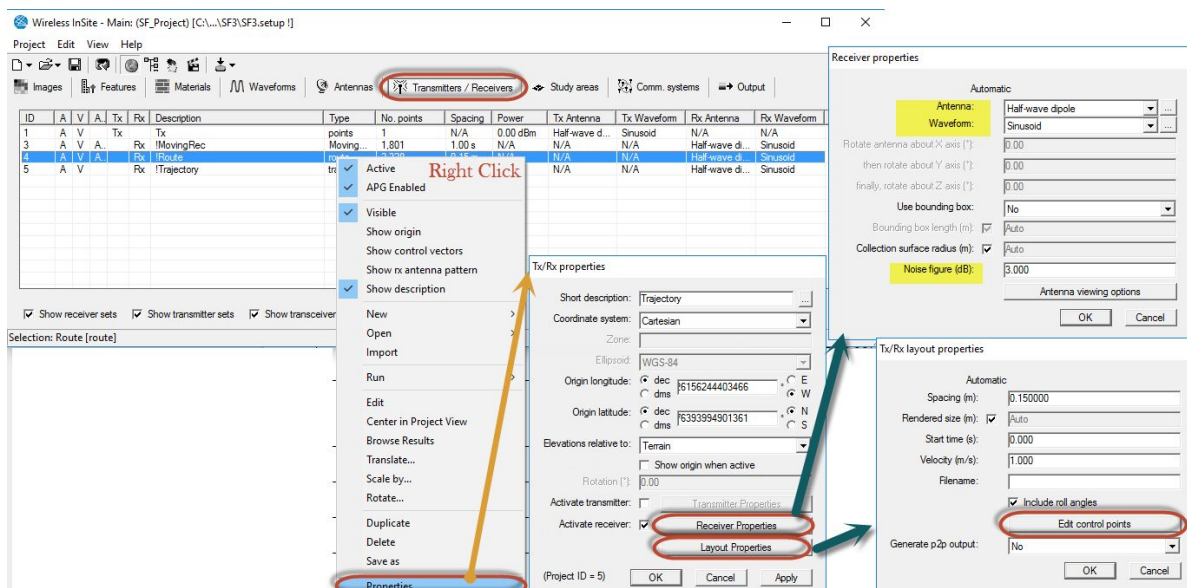 Wireless InSite - Main: (SF_Project) [C:\...\SF3\SF3.setup !]
Project Edit View Help
Images Features Materials Waveforms Antennas Transmitters / Receivers Study areas Comm. systems Output
ID A V A.. Tx Rx Description Type No. points Spacing Power Tx Antenna Tx Waveform Rx Antenna Rx Waveform
1 A V Tx Tx points 1 N/A 0.00 dBm Half-wave d... Sinusoid N/A N/A
3 A V A.. Rx !MovingRec Moving... 1,801 1.00 s N/A N/A N/A Half-wave di... Sinusoid
4 A V A.. Rx !Route N/A N/A Half-wave di... Sinusoid
5 A V Rx !Trajectory N/A N/A Half-wave di... Sinusoid
Right Click
Active
APG Enabled
Visible
Show origin
Show control vectors
Show rx antenna pattern
Show description
New
Open
Import
Run
Edit
Center in Project View
Browse Results
Translate...
Scale by...
Rotate...
Duplicate
Delete
Save as
Properties
Show receiver sets Show transmitter sets Show transceiver
Selection: Route [route]
Tx/Rx properties
Short description: Trajectory ...
Coordinate system: Cartesian
Zone:
Ellipsoid: WGS-84
Origin longitude: dec dms 6156244403466 ° E W
Origin latitude: dec dms 6393994901361 ° N S
Elevations relative to: Terrain
Show origin when active
Rotation (°): 0.00
Activate transmitter: Transmitter Properties
Activate receiver: Receiver Properties
Layout Properties
(Project ID = 5) OK Cancel Apply
Receiver properties
Automatic
Antenna: Half-wave dipole ...
Waveform: Sinusoid ...
Rotate antenna about X axis (°): 0.00
then rotate about Y axis (°): 0.00
finally, rotate about Z axis (°): 0.00
Use bounding box: No
Bounding box length (m): Auto
Collection surface radius (m): Auto
Noise figure (dB): 3.000
Antenna viewing options
OK Cancel
Tx/Rx layout properties
Automatic
Spacing (m): 0.150000
Rendered size (m): Auto
Start time (s): 0.000
Velocity (m/s): 1.000
Filename:
Include roll angles
Edit control points
Generate p2p output: No
OK Cancel